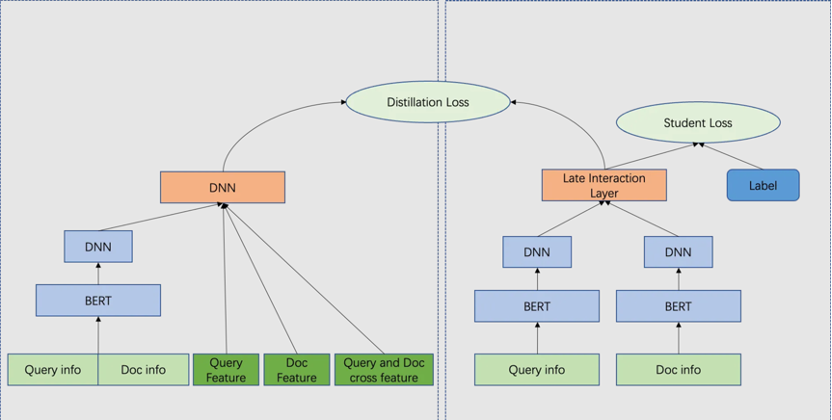 Distillation Loss
Student Loss
DNN
Late Interaction
Layer
Label
DNN
DNN
DNN
BERT
BERT
BERT
Query info
Doc info
Query
Feature
Doc
Feature
Query and Doc
cross feature
Query info
Doc info